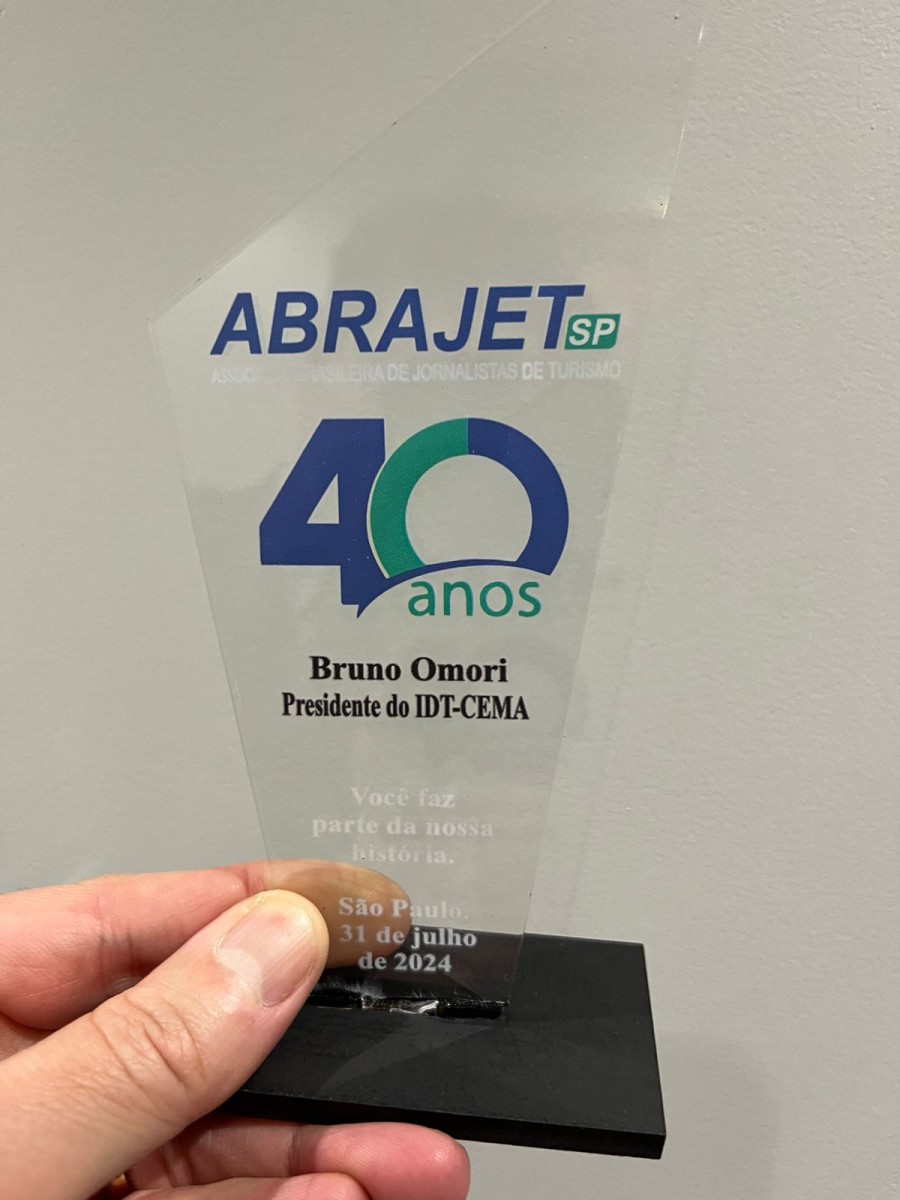 ABRAJET SP
ASSOCIAÇÃO BRASILEIRA DE JORNALISTAS DE TURISMO
40
anos
Bruno Omori
Presidente do IDT-CEMA
Você faz
parte da nossa
história.
São Paulo,
31 de julho
de 2024